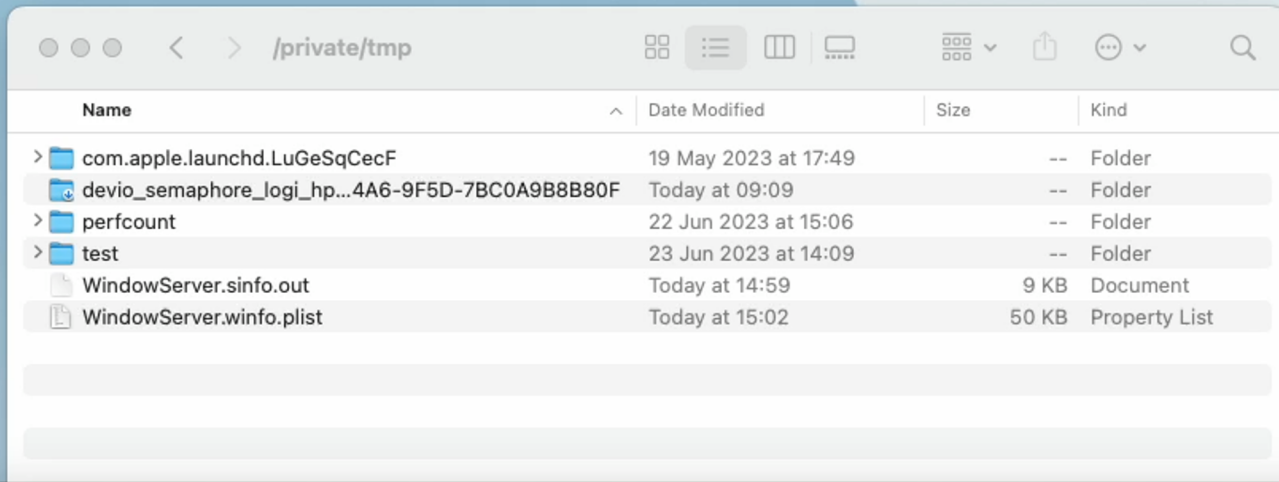 /private/tmp
Name Date Modified Size Kind
com.apple.launchd.LuGeSqCecF 19 May 2023 at 17:49 -- Folder
devio_semaphore_logi_hp...4A6-9F5D-7BC0A9B8B80F Today at 09:09 -- Folder
perfcount 22 Jun 2023 at 15:06 -- Folder
test 23 Jun 2023 at 14:09 -- Folder
WindowServer.sinfo.out Today at 14:59 9 KB Document
WindowServer.winfo.plist Today at 15:02 50 KB Property List